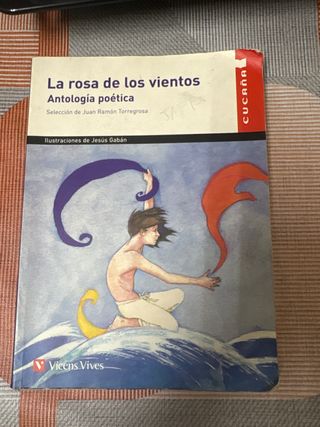 La rosa de los vientos
Antología poética
Selección de Juan Ramón Torregrosa
CUCAÑA
Ilustraciones de Jesús Gabán
Vicens Vives